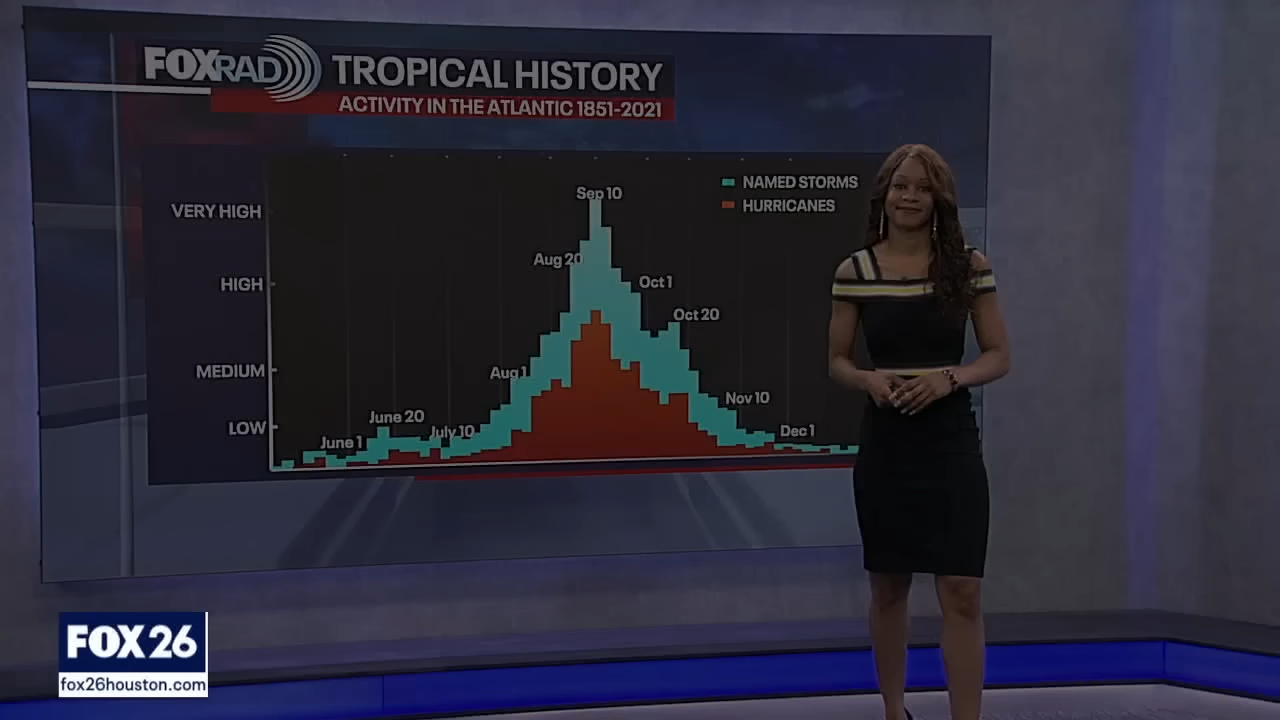 FOXRAD
TROPICAL HISTORY
ACTIVITY IN THE ATLANTIC 1851-2021
NAMED STORMS
HURRICANES
VERY HIGH
HIGH
MEDIUM
LOW
June 1
June 20
July 10
Aug 1
Aug 20
Sep 10
Oct 1
Oct 20
Nov 10
Dec 1
FOX 26
fox26houston.com